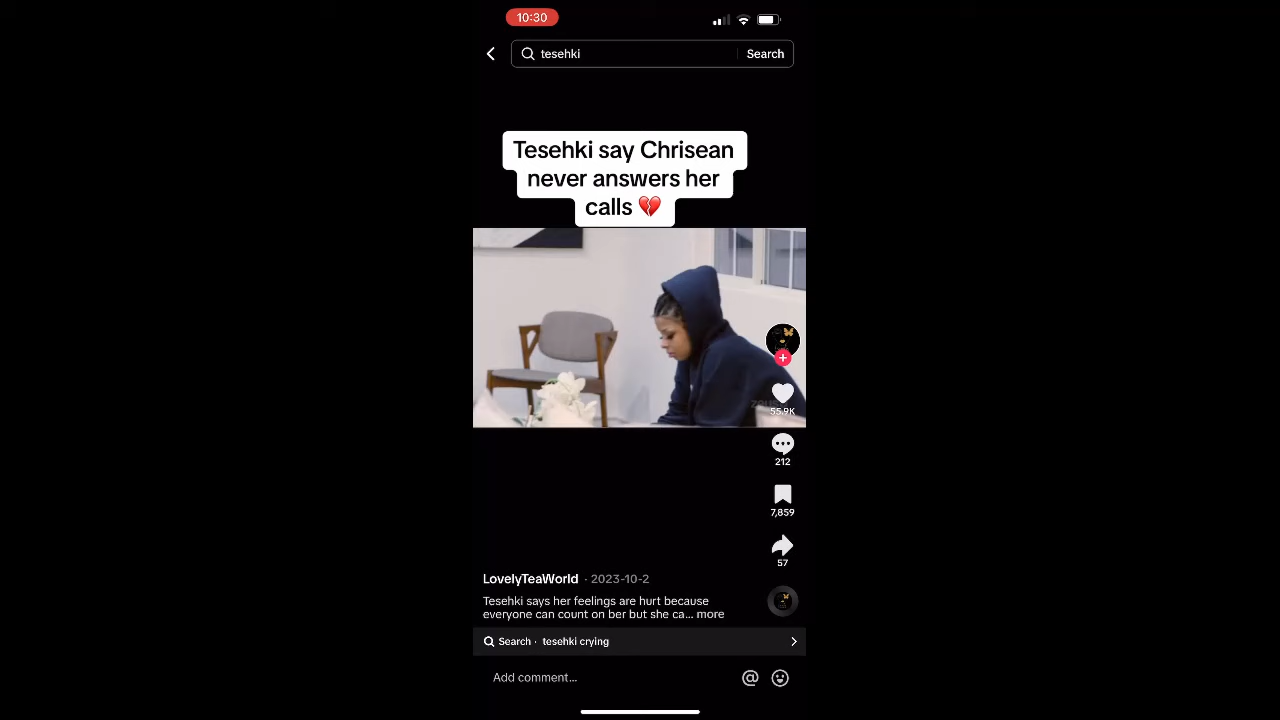 10:30
tesehki
Search
Tesehki say Chrisean
never answers her
calls 💔
55.9K
212
7,859
57
LovelyTeaWorld · 2023-10-2
Tesehki says her feelings are hurt because
everyone can count on her but she ca... more
Search · tesehki crying
Add comment...
@